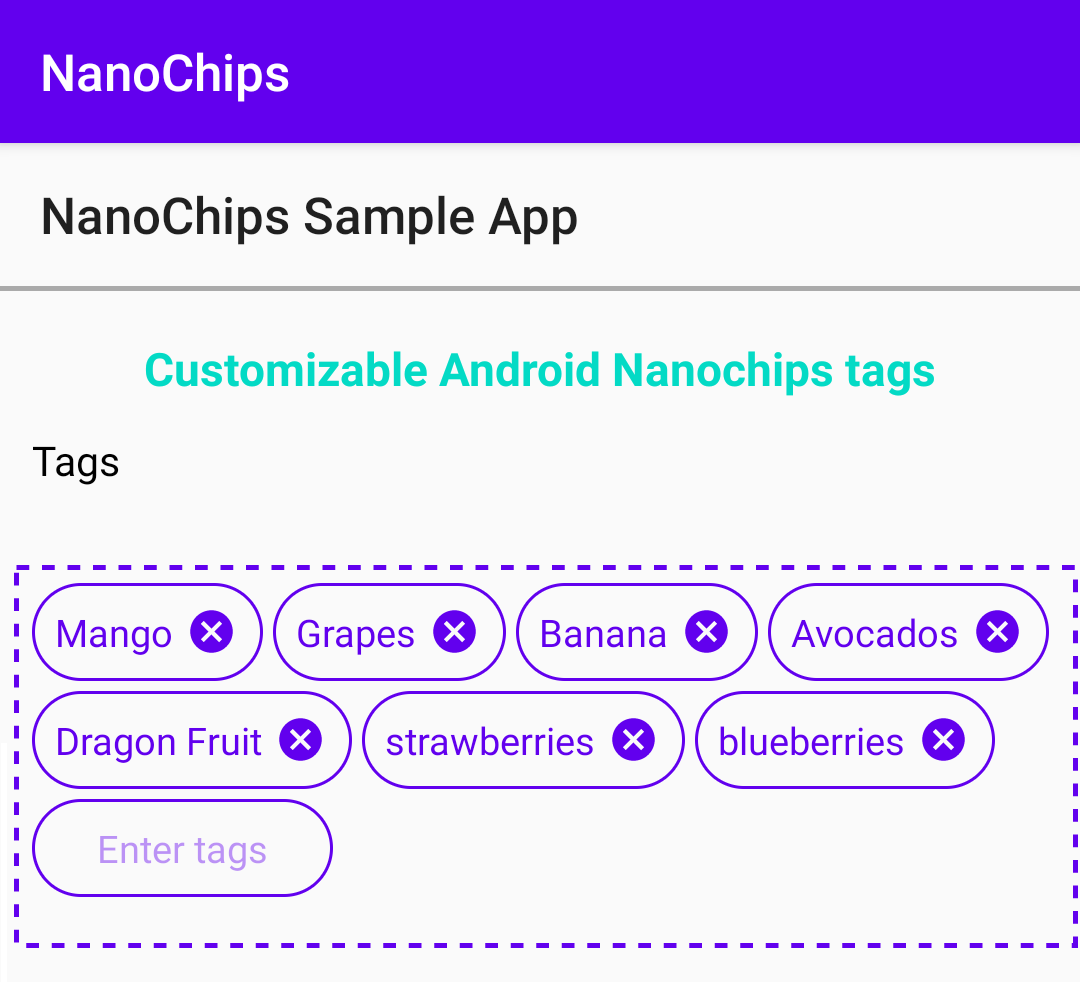 NanoChips
NanoChips Sample App
Customizable Android Nanochips tags
Tags
Mango Grapes Banana Avocados
Dragon Fruit strawberries blueberries
Enter tags